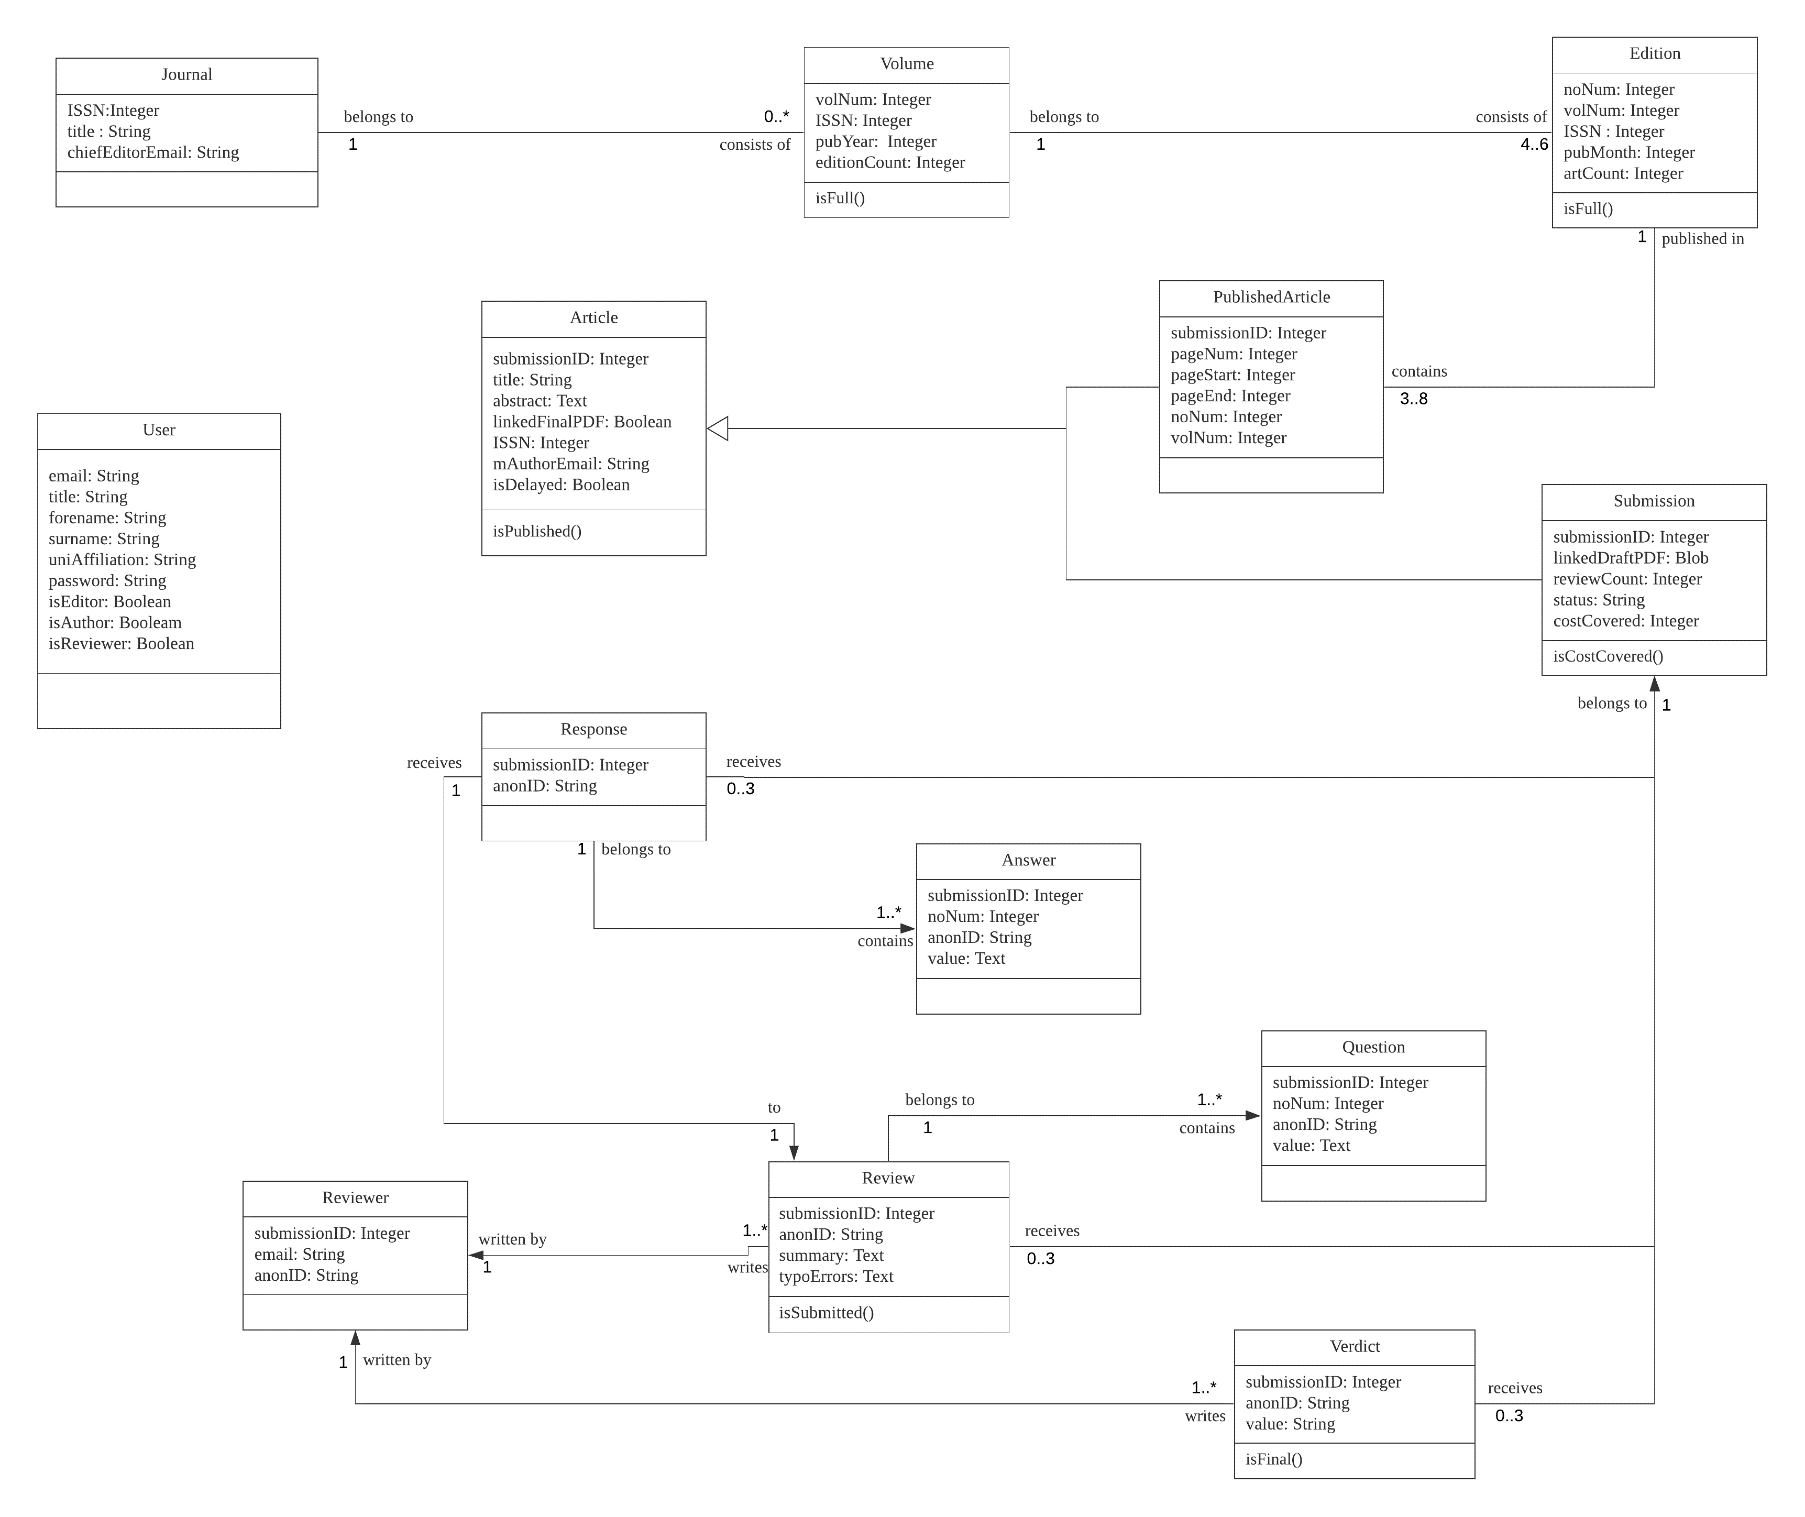 Journal
ISSN:Integer
title : String
chiefEditorEmail: String
belongs to
1
0..*
consists of
Volume
volNum: Integer
ISSN: Integer
pubYear:  Integer
editionCount: Integer
isFull()
belongs to
1
consists of
4..6
Edition
noNum: Integer
volNum: Integer
ISSN : Integer
pubMonth: Integer
artCount: Integer
isFull()
1
published in
PublishedArticle
submissionID: Integer
pageNum: Integer
pageStart: Integer
pageEnd: Integer
noNum: Integer
volNum: Integer
contains
3..8
Article
submissionID: Integer
title: String
abstract: Text
linkedFinalPDF: Boolean
ISSN: Integer
mAuthorEmail: String
isDelayed: Boolean
isPublished()
User
email: String
title: String
forename: String
surname: String
uniAffiliation: String
password: String
isEditor: Boolean
isAuthor: Booleam
isReviewer: Boolean
Submission
submissionID: Integer
linkedDraftPDF: Blob
reviewCount: Integer
status: String
costCovered: Integer
isCostCovered()
belongs to
1
Response
submissionID: Integer
anonID: String
receives
1
receives
0..3
1
belongs to
1..*
contains
Answer
submissionID: Integer
noNum: Integer
anonID: String
value: Text
Question
submissionID: Integer
noNum: Integer
anonID: String
value: Text
belongs to
1
1..*
contains
to
1
Review
submissionID: Integer
anonID: String
summary: Text
typoErrors: Text
isSubmitted()
receives
0..3
1..*
writes
written by
1
Reviewer
submissionID: Integer
email: String
anonID: String
1
written by
1..*
writes
Verdict
submissionID: Integer
anonID: String
value: String
isFinal()
receives
0..3